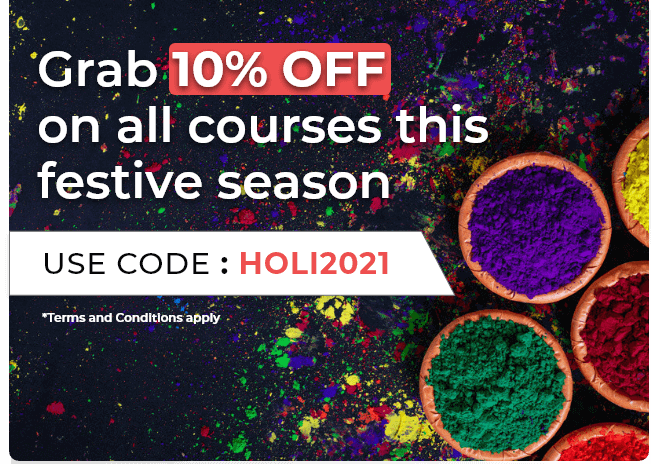 Grab 10% OFF
on all courses this
festive season
USE CODE : HOLI2021
*Terms and Conditions apply